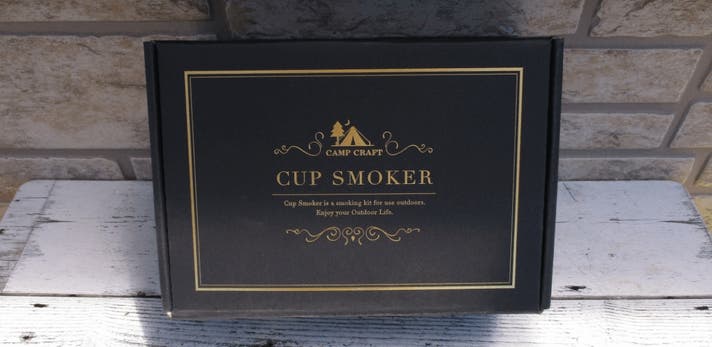 CAMP CRAFT
CUP SMOKER
Cup Smoker is a smoking kit for use outdoors.
Enjoy your Outdoor Life.